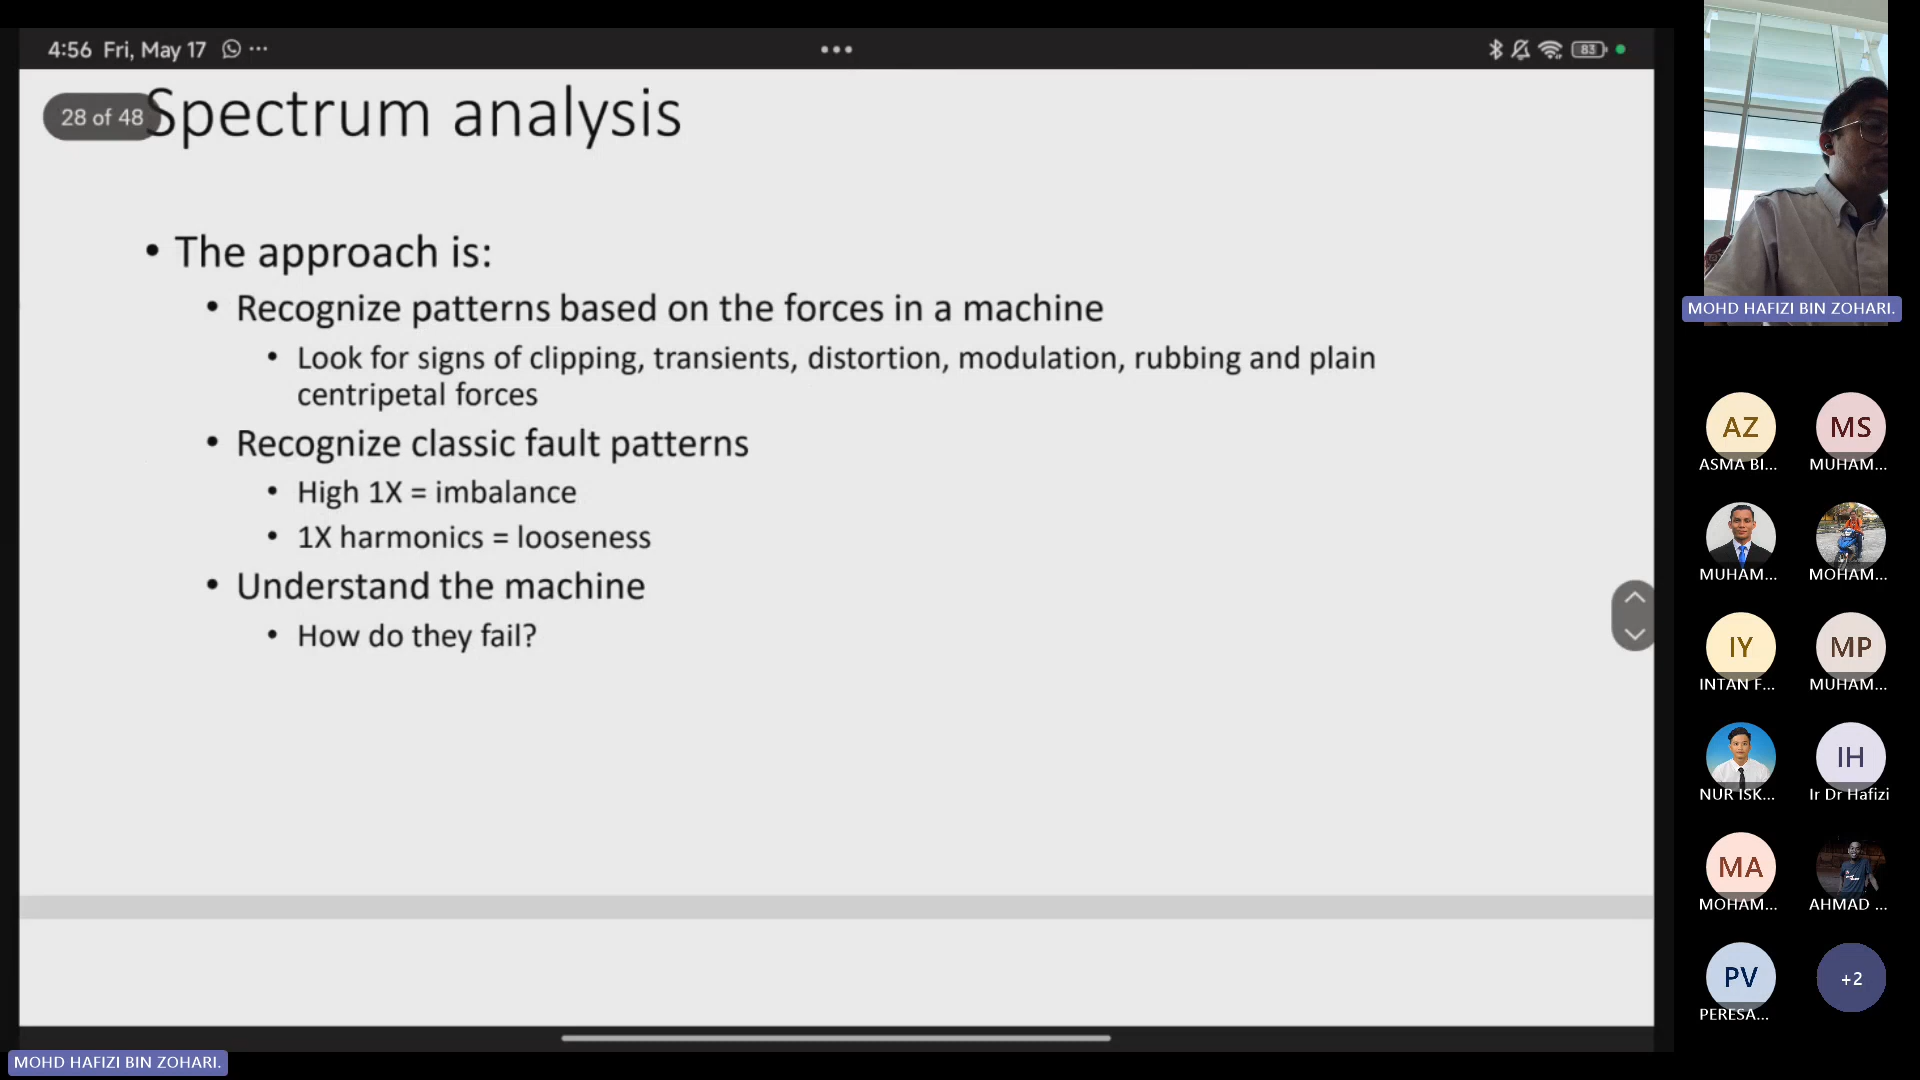 4:56 Fri, May 17
83
28 of 48
Spectrum analysis
• The approach is:
• Recognize patterns based on the forces in a machine
• Look for signs of clipping, transients, distortion, modulation, rubbing and plain
centripetal forces
• Recognize classic fault patterns
• High 1X = imbalance
• 1X harmonics = looseness
• Understand the machine
• How do they fail?
MOHD HAFIZI BIN ZOHARI.
MOHD HAFIZI BIN ZOHARI.
AZ
ASMA BI...
MS
MUHAM...
MUHAM...
MOHAM...
IY
INTAN F...
MP
MUHAM...
NUR ISK...
IH
Ir Dr Hafizi
MA
MOHAM...
AHMAD ...
PV
PERESA...
+2